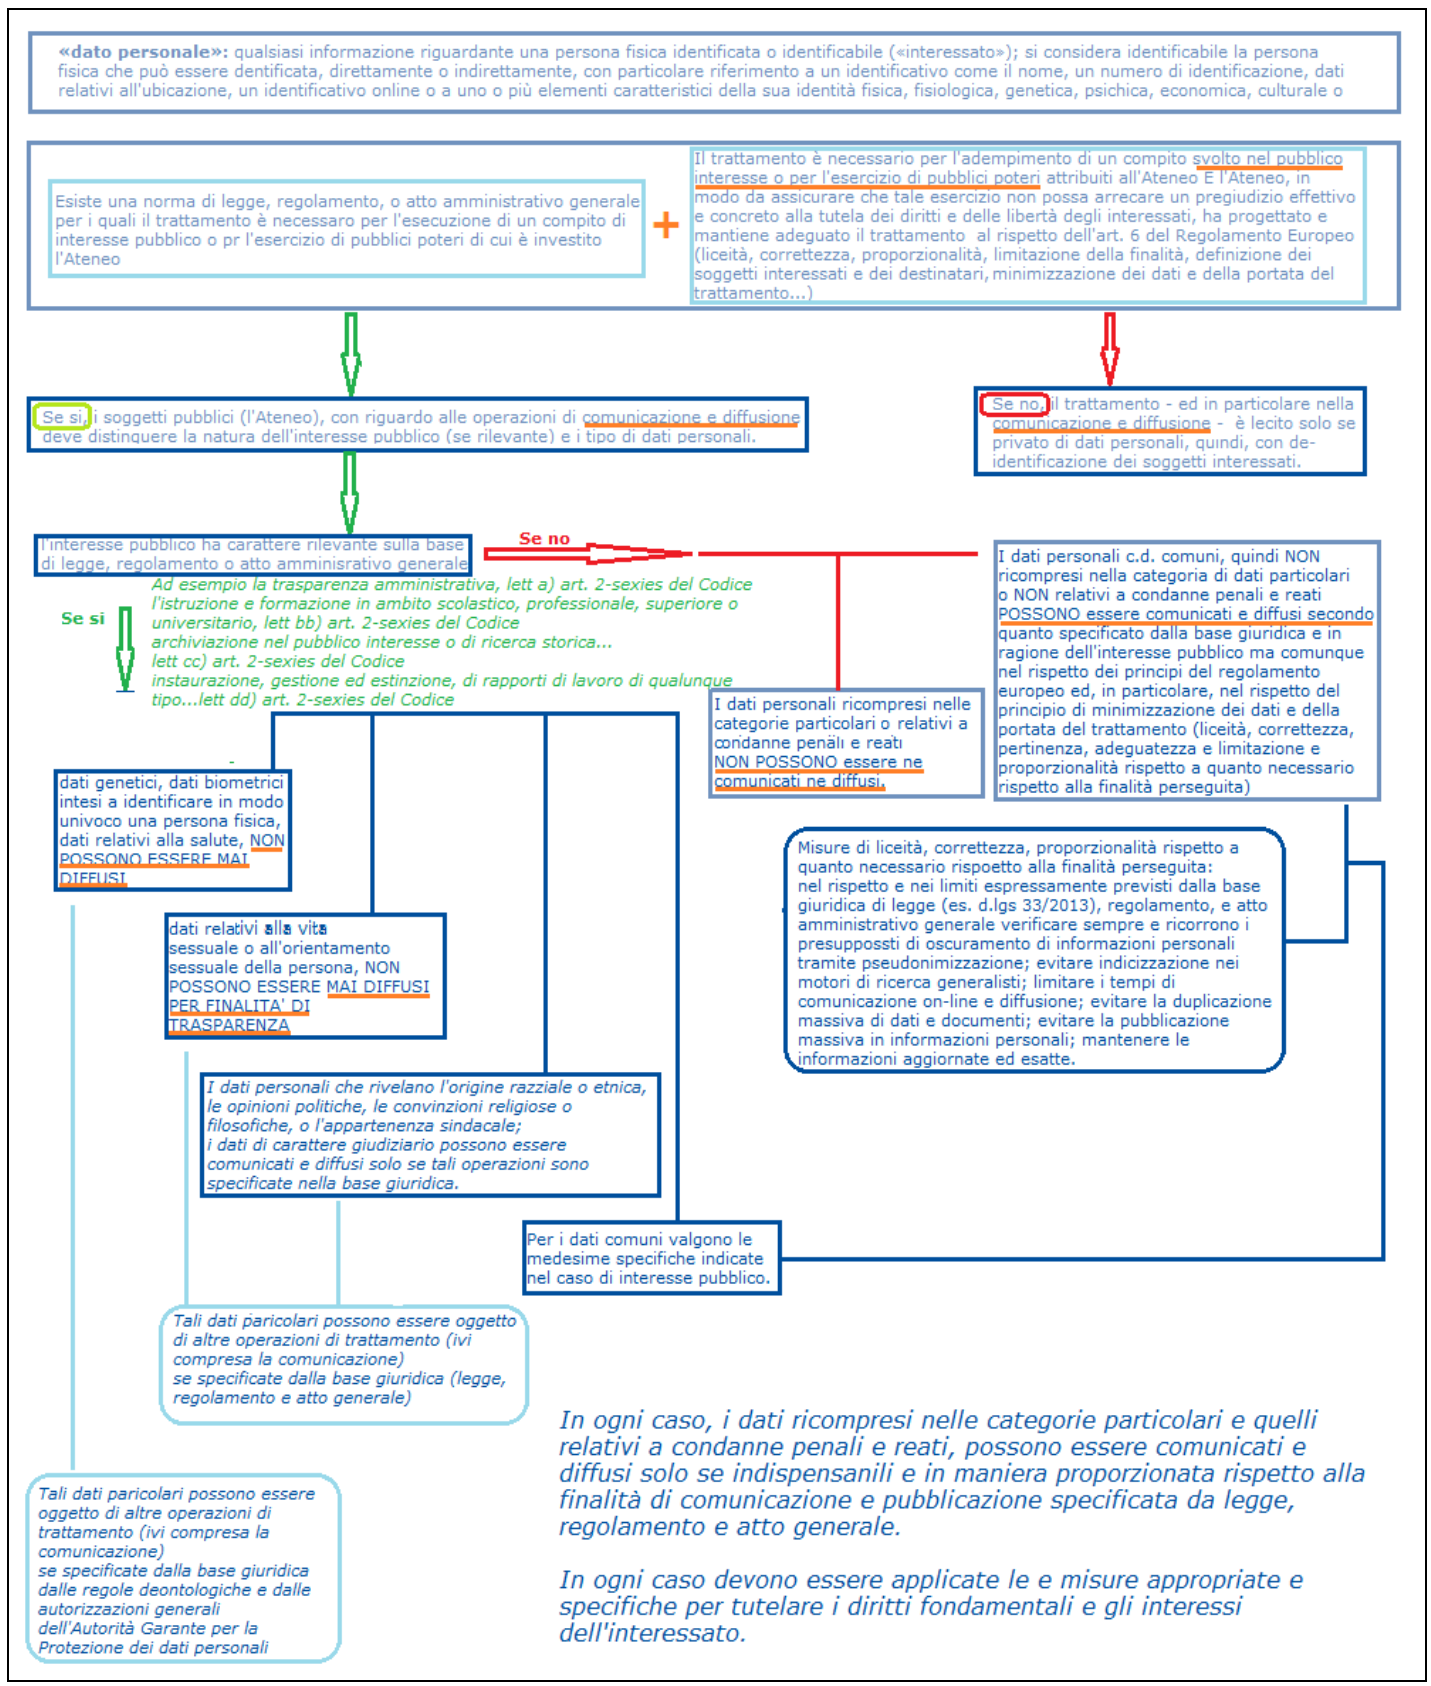 «dato personale»: qualsiasi informazione riguardante una persona fisica identificata o identificabile («interessato»); si considera identificabile la persona
fisica che può essere dentificata, direttamente o indirettamente, con particolare riferimento a un identificativo come il nome, un numero di identificazione, dati
relativi all'ubicazione, un identificativo online o a uno o più elementi caratteristici della sua identità fisica, fisiologica, genetica, psichica, economica, culturale o
Esiste una norma di legge, regolamento, o atto amministrativo generale
per i quali il trattamento è necessaro per l'esecuzione di un compito di
interesse pubblico o pr l'esercizio di pubblici poteri di cui è investito
l'Ateneo
+
Il trattamento è necessario per l'adempimento di un compito svolto nel pubblico
interesse o per l'esercizio di pubblici poteri attribuiti all'Ateneo E l'Ateneo, in
modo da assicurare che tale esercizio non possa arrecare un pregiudizio effettivo
e concreto alla tutela dei diritti e delle libertà degli interessati, ha progettato e
mantiene adeguato il trattamento al rispetto dell'art. 6 del Regolamento Europeo
(liceità, correttezza, proporzionalità, limitazione della finalità, definizione dei
soggetti interessati e dei destinatari, minimizzazione dei dati e della portata del
trattamento...)
Se si, i soggetti pubblici (l'Ateneo), con riguardo alle operazioni di comunicazione e diffusione
deve distinguere la natura dell'interesse pubblico (se rilevante) e i tipo di dati personali.
Se no, il trattamento - ed in particolare nella
comunicazione e diffusione - è lecito solo se
privato di dati personali, quindi, con de-
identificazione dei soggetti interessati.
l'interesse pubblico ha carattere rilevante sulla base
di legge, regolamento o atto amminisrativo generale
Se no
Se si
Ad esempio la trasparenza amministrativa, lett a) art. 2-sexies del Codice
l'istruzione e formazione in ambito scolastico, professionale, superiore o
universitario, lett bb) art. 2-sexies del Codice
archiviazione nel pubblico interesse o di ricerca storica...
lett cc) art. 2-sexies del Codice
instaurazione, gestione ed estinzione, di rapporti di lavoro di qualunque
tipo...lett dd) art. 2-sexies del Codice
I dati personali ricompresi nelle
categorie particolari o relativi a
condanne penali e reati
NON POSSONO essere ne
comunicati ne diffusi.
I dati personali c.d. comuni, quindi NON
ricompresi nella categoria di dati particolari
o NON relativi a condanne penali e reati
POSSONO essere comunicati e diffusi secondo
quanto specificato dalla base giuridica e in
ragione dell'interesse pubblico ma comunque
nel rispetto dei principi del regolamento
europeo ed, in particolare, nel rispetto del
principio di minimizzazione dei dati e della
portata del trattamento (liceità, correttezza,
pertinenza, adeguatezza e limitazione e
proporzionalità rispetto a quanto necessario
rispetto alla finalità perseguita)
dati genetici, dati biometrici
intesi a identificare in modo
univoco una persona fisica,
dati relativi alla salute, NON
POSSONO ESSERE MAI
DIFFUSI
Misure di liceità, correttezza, proporzionalità rispetto a
quanto necessario rispoetto alla finalità perseguita:
nel rispetto e nei limiti espressamente previsti dalla base
giuridica di legge (es. d.lgs 33/2013), regolamento, e atto
amministrativo generale verificare sempre e ricorrono i
presuppossti di oscuramento di informazioni personali
tramite pseudonimizzazione; evitare indicizzazione nei
motori di ricerca generalisti; limitare i tempi di
comunicazione on-line e diffusione; evitare la duplicazione
massiva di dati e documenti; evitare la pubblicazione
massiva in informazioni personali; mantenere le
informazioni aggiornate ed esatte.
dati relativi alla vita
sessuale o all'orientamento
sessuale della persona, NON
POSSONO ESSERE MAI DIFFUSI
PER FINALITA' DI
TRASPARENZA
I dati personali che rivelano l'origine razziale o etnica,
le opinioni politiche, le convinzioni religiose o
filosofiche, o l'appartenenza sindacale;
i dati di carattere giudiziario possono essere
comunicati e diffusi solo se tali operazioni sono
specificate nella base giuridica.
Per i dati comuni valgono le
medesime specifiche indicate
nel caso di interesse pubblico.
Tali dati paricolari possono essere oggetto
di altre operazioni di trattamento (ivi
compresa la comunicazione)
se specificate dalla base giuridica (legge,
regolamento e atto generale)
Tali dati paricolari possono essere
oggetto di altre operazioni di
trattamento (ivi compresa la
comunicazione)
se specificate dalla base giuridica
dalle regole deontologiche e dalle
autorizzazioni generali
dell'Autorità Garante per la
Protezione dei dati personali
In ogni caso, i dati ricompresi nelle categorie particolari e quelli
relativi a condanne penali e reati, possono essere comunicati e
diffusi solo se indispensanili e in maniera proporzionata rispetto alla
finalità di comunicazione e pubblicazione specificata da legge,
regolamento e atto generale.
In ogni caso devono essere applicate le e misure appropriate e
specifiche per tutelare i diritti fondamentali e gli interessi
dell'interessato.